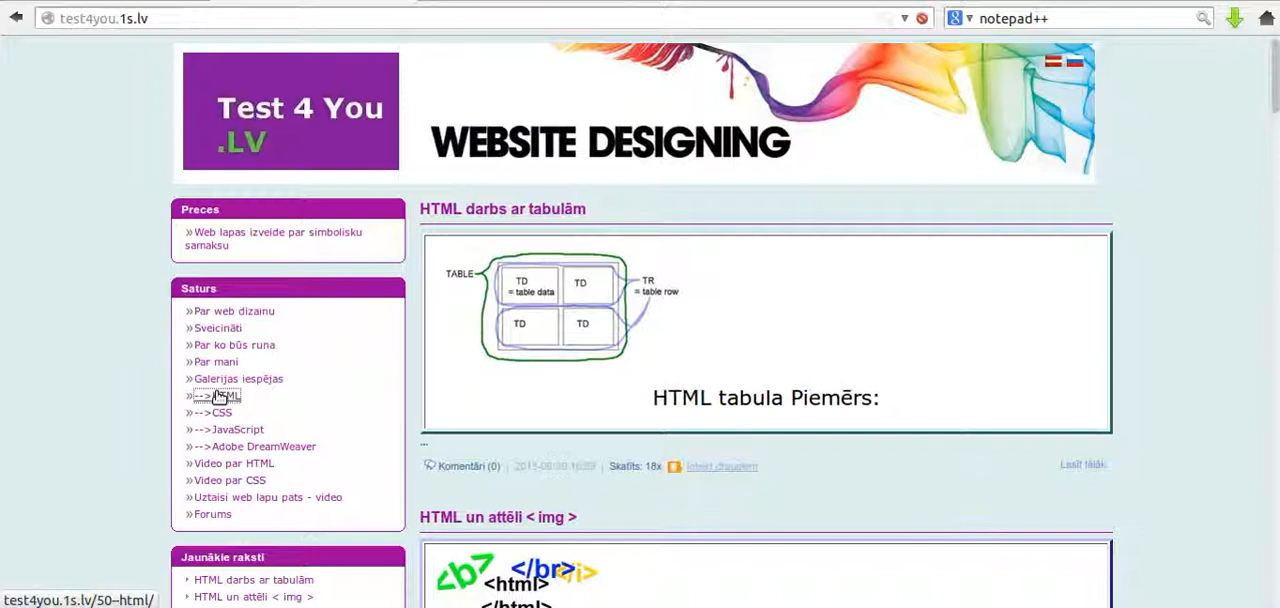 test4you.1s.lv
notepad++
Test 4 You
.LV
WEBSITE DESIGNING
Preces
»Web lapas izveide par simbolisku
samaksu
Saturs
»Par web dizainu
»Sveicināti
»Par ko būs runa
»Par mani
»Galerijas iespējas
»-->HTML
»-->CSS
»-->JavaScript
»-->Adobe DreamWeaver
»Video par HTML
»Video par CSS
»Uztaisi web lapu pats - video
»Forums
Jaunākie raksti
HTML darbs ar tabulām
HTML un attēli < img >
HTML darbs ar tabulām
TABLE
TD
= table data
TD
TR
= table row
TD
TD
HTML tabula Piemērs:
...
Komentāri (0) | | Skatīts: 18x
Ieteikt draugiem
Lasīt tālāk
HTML un attēli < img >
<b>
</br>
</i>
<html>
</html>
test4you.1s.lv/50--html/